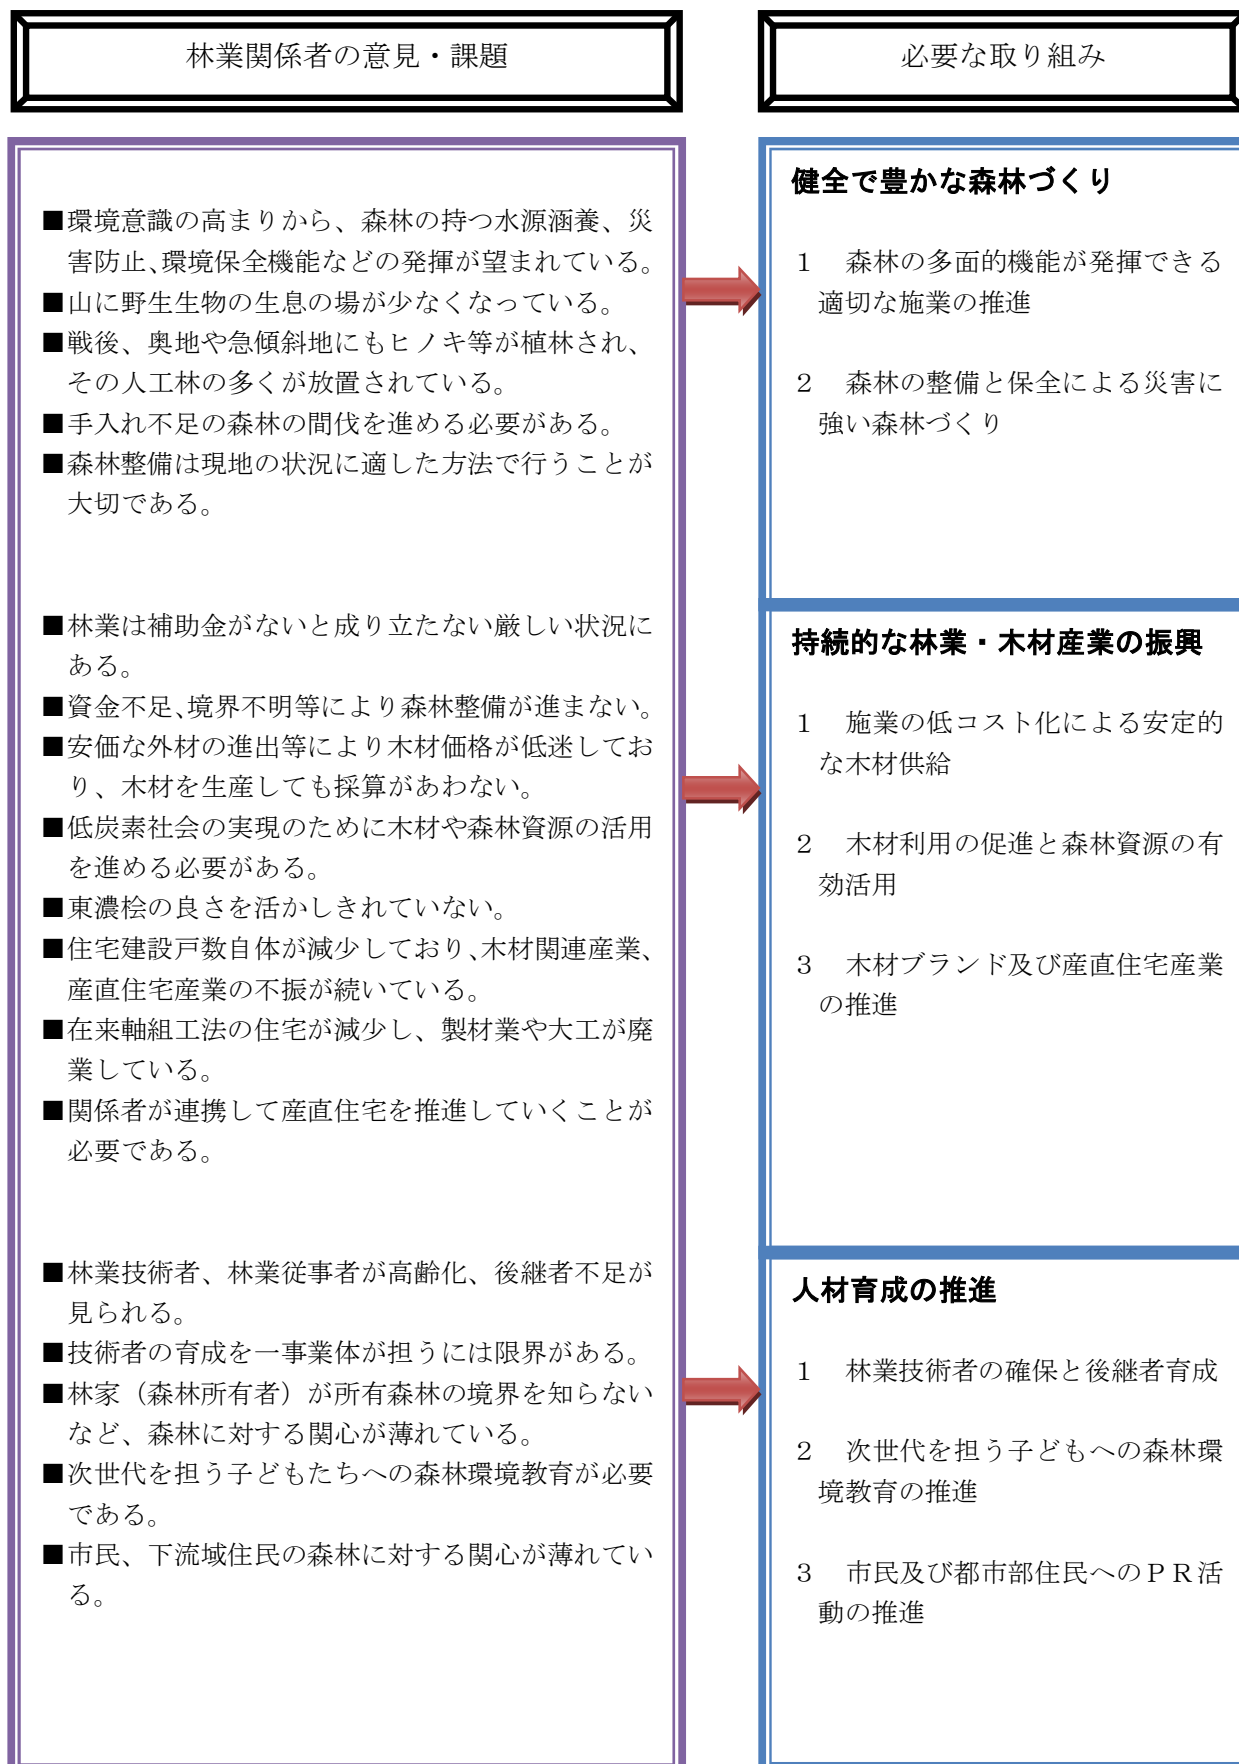 林業関係者の意見・課題
■環境意識の高まりから、森林の持つ水源涵養、災
害防止、環境保全機能などの発揮が望まれている。
■山に野生生物の生息の場が少なくなっている。
■戦後、奥地や急傾斜地にもヒノキ等が植林され、
その人工林の多くが放置されている。
■手入れ不足の森林の間伐を進める必要がある。
■森林整備は現地の状況に適した方法で行うことが
大切である。
■林業は補助金がないと成り立たない厳しい状況に
ある。
■資金不足、境界不明等により森林整備が進まない。
■安価な外材の進出等により木材価格が低迷してお
り、木材を生産しても採算があわない。
■低炭素社会の実現のために木材や森林資源の活用
を進める必要がある。
■東濃桧の良さを活かしきれていない。
■住宅建設戸数自体が減少しており、木材関連産業、
産直住宅産業の不振が続いている。
■在来軸組工法の住宅が減少し、製材業や大工が廃
業している。
■関係者が連携して産直住宅を推進していくことが
必要である。
■林業技術者、林業従事者が高齢化、後継者不足が
見られる。
■技術者の育成を一事業体が担うには限界がある。
■林家（森林所有者）が所有森林の境界を知らない
など、森林に対する関心が薄れている。
■次世代を担う子どもたちへの森林環境教育が必要
である。
■市民、下流域住民の森林に対する関心が薄れてい
る。
必要な取り組み
健全で豊かな森林づくり
１　森林の多面的機能が発揮できる
適切な施業の推進
２　森林の整備と保全による災害に
強い森林づくり
持続的な林業・木材産業の振興
１　施業の低コスト化による安定的
な木材供給
２　木材利用の促進と森林資源の有
効活用
３　木材ブランド及び産直住宅産業
の推進
人材育成の推進
１　林業技術者の確保と後継者育成
２　次世代を担う子どもへの森林環
境教育の推進
３　市民及び都市部住民へのＰＲ活
動の推進